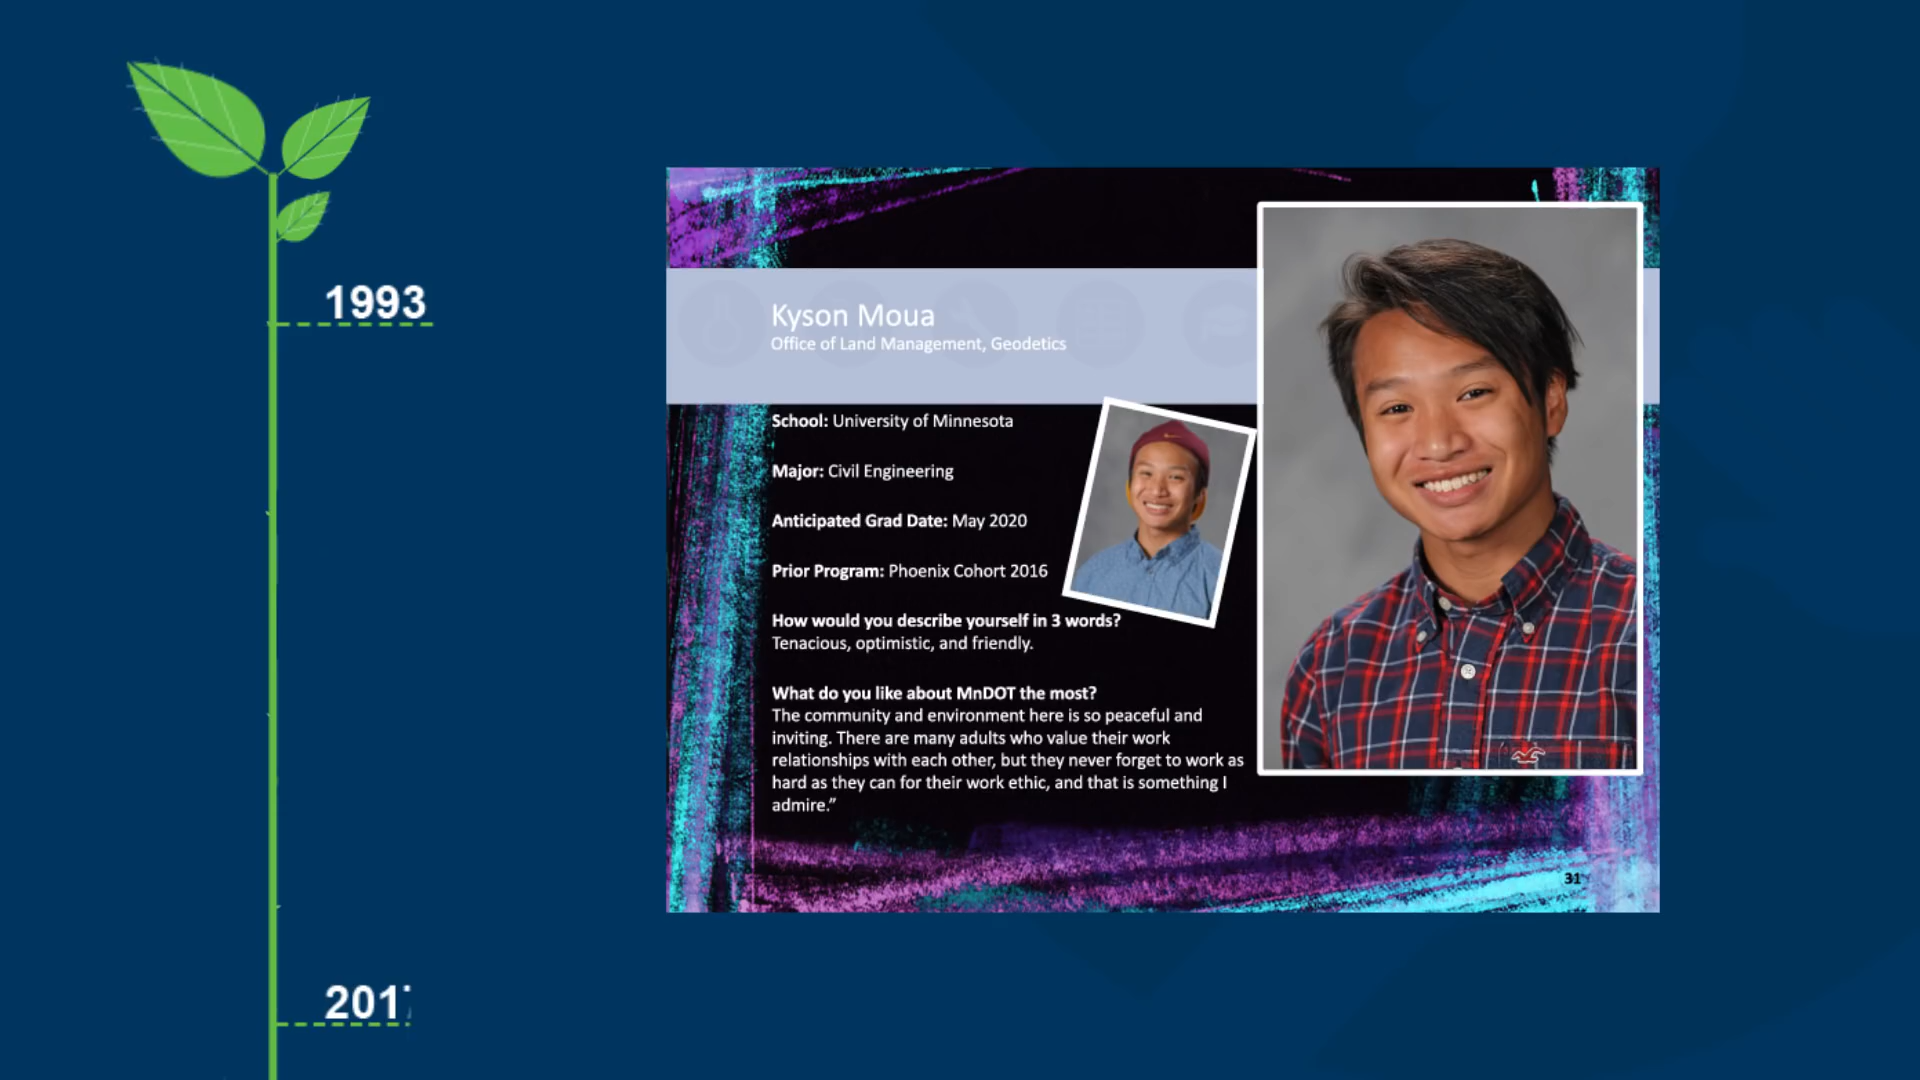 1993
Kyson Moua
Office of Land Management, Geodetics
School: University of Minnesota
Major: Civil Engineering
Anticipated Grad Date: May 2020
Prior Program: Phoenix Cohort 2016
How would you describe yourself in 3 words?
Tenacious, optimistic, and friendly.
What do you like about MnDOT the most?
The community and environment here is so peaceful and
inviting. There are many adults who value their work
relationships with each other, but they never forget to work as
hard as they can for their work ethic, and that is something I
admire.”
31